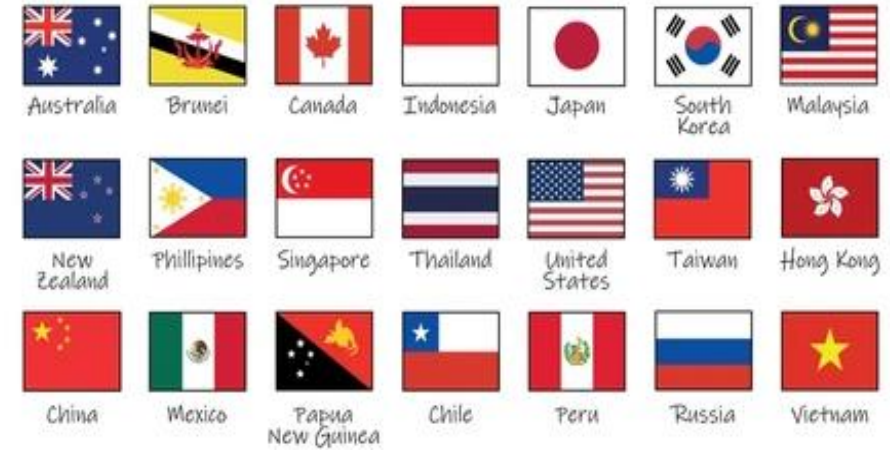 Australia
Brunei
Canada
Indonesia
Japan
South
Korea
Malaysia
New
Zealand
Phillipines
Singapore
Thailand
United
States
Taiwan
Hong Kong
China
Mexico
Papua
New Guinea
Chile
Peru
Russia
Vietnam